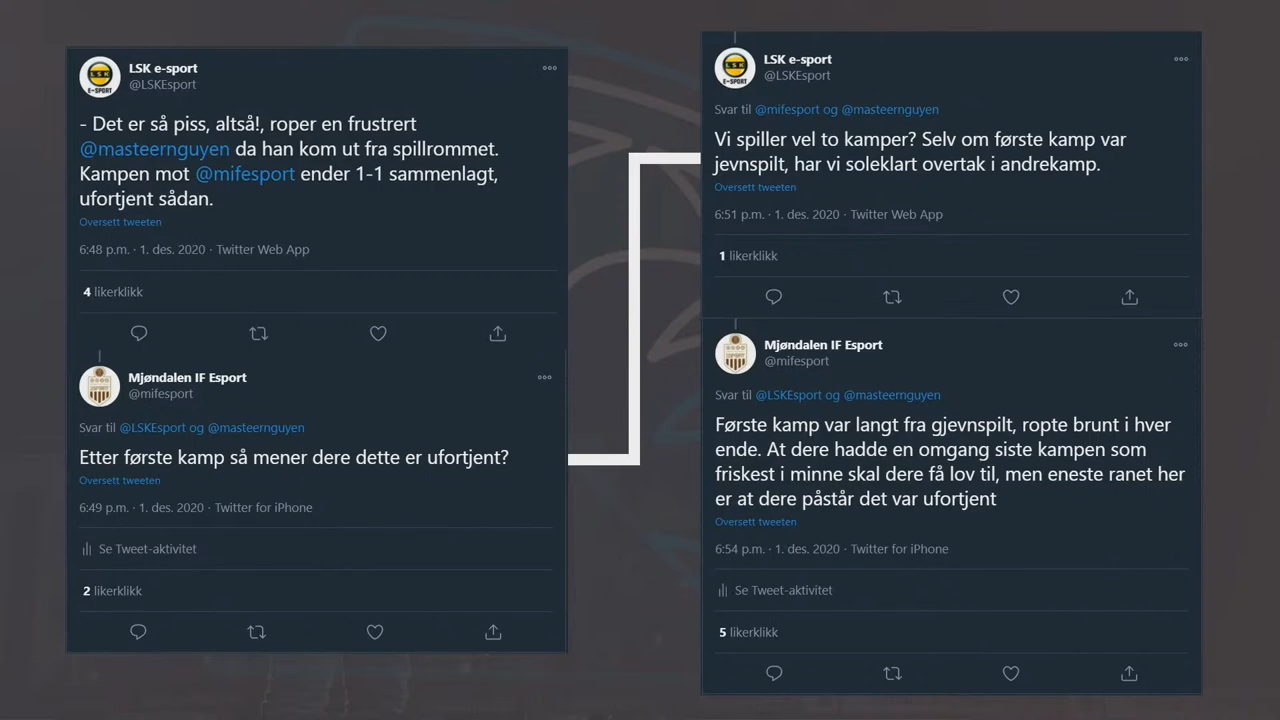 LSK e-sport
@LSKEsport
- Det er så piss, altså!, roper en frustrert
@masteernguyen da han kom ut fra spillrommet.
Kampen mot @mifesport ender 1-1 sammenlagt,
ufortjent sådan.
Oversett tweeten
6:48 p.m. · 1. des. 2020 · Twitter Web App
4 likerklikk
Mjøndalen IF Esport
@mifesport
Svar til @LSKEsport og @masteernguyen
Etter første kamp så mener dere dette er ufortjent?
Oversett tweeten
6:49 p.m. · 1. des. 2020 · Twitter for iPhone
Se Tweet-aktivitet
2 likerklikk
LSK e-sport
@LSKEsport
Svar til @mifesport og @masteernguyen
Vi spiller vel to kamper? Selv om første kamp var
jevnspilt, har vi soleklart overtak i andrekamp.
Oversett tweeten
6:51 p.m. · 1. des. 2020 · Twitter Web App
1 likerklikk
Mjøndalen IF Esport
@mifesport
Svar til @LSKEsport og @masteernguyen
Første kamp var langt fra gjevnspilt, ropte brunt i hver
ende. At dere hadde en omgang siste kampen som
friskest i minne skal dere få lov til, men eneste ranet her
er at dere påstår det var ufortjent
Oversett tweeten
6:54 p.m. · 1. des. 2020 · Twitter for iPhone
Se Tweet-aktivitet
5 likerklikk